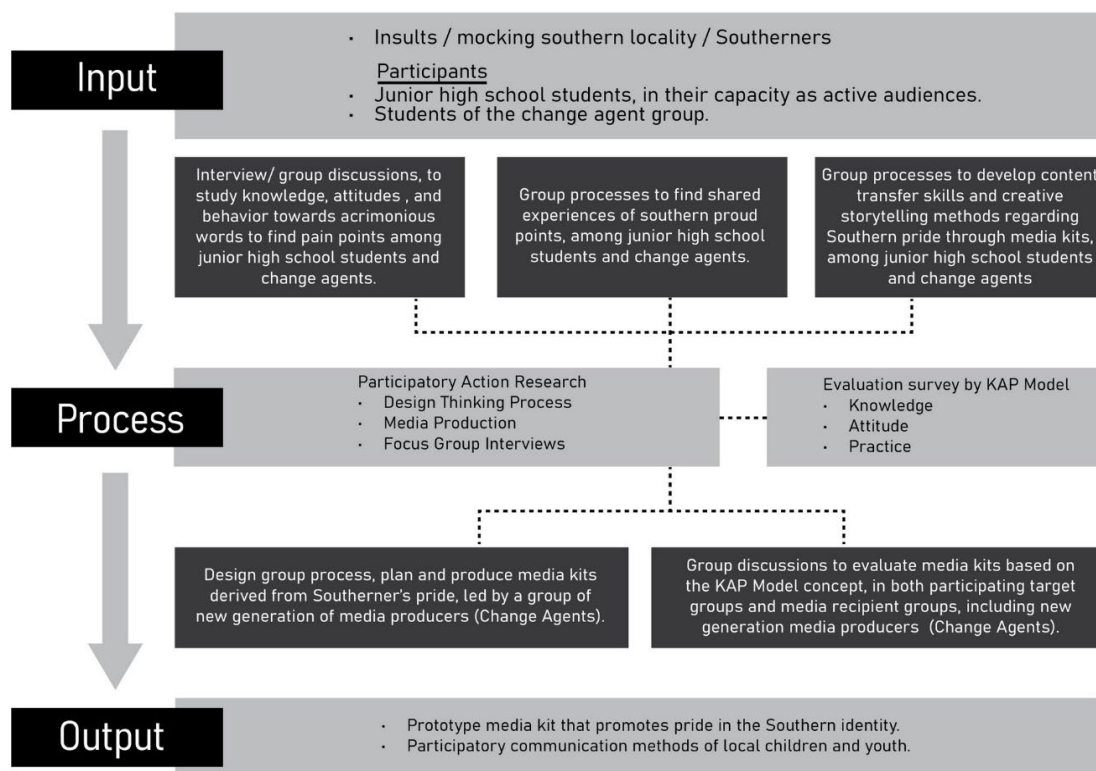 Input
· Insults / mocking southern locality / Southerners
Participants
· Junior high school students, in their capacity as active audiences.
· Students of the change agent group.
Interview/ group discussions, to
study knowledge, attitudes , and
behavior towards acrimonious
words to find pain points among
junior high school students and
change agents.
Group processes to find shared
experiences of southern proud
points, among junior high school
students and change agents.
Group processes to develop content
transfer skills and creative
storytelling methods regarding
Southern pride through media kits,
among junior high school students
and change agents
Process
Participatory Action Research
· Design Thinking Process
· Media Production
· Focus Group Interviews
Evaluation survey by KAP Model
· Knowledge
· Attitude
· Practice
Design group process, plan and produce media kits
derived from Southerner's pride, led by a group of
new generation of media producers (Change Agents).
Group discussions to evaluate media kits based on
the KAP Model concept, in both participating target
groups and media recipient groups, including new
generation media producers (Change Agents).
Output
· Prototype media kit that promotes pride in the Southern identity.
· Participatory communication methods of local children and youth.